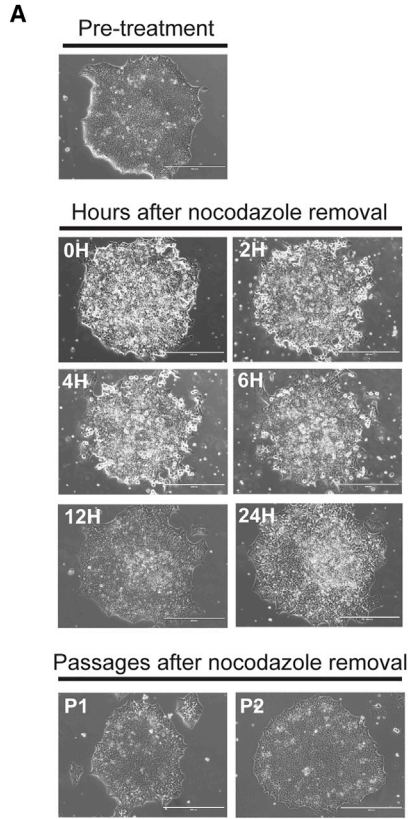 A
Pre-treatment
Hours after nocodazole removal
0H
2H
4H
6H
12H
24H
Passages after nocodazole removal
P1
P2